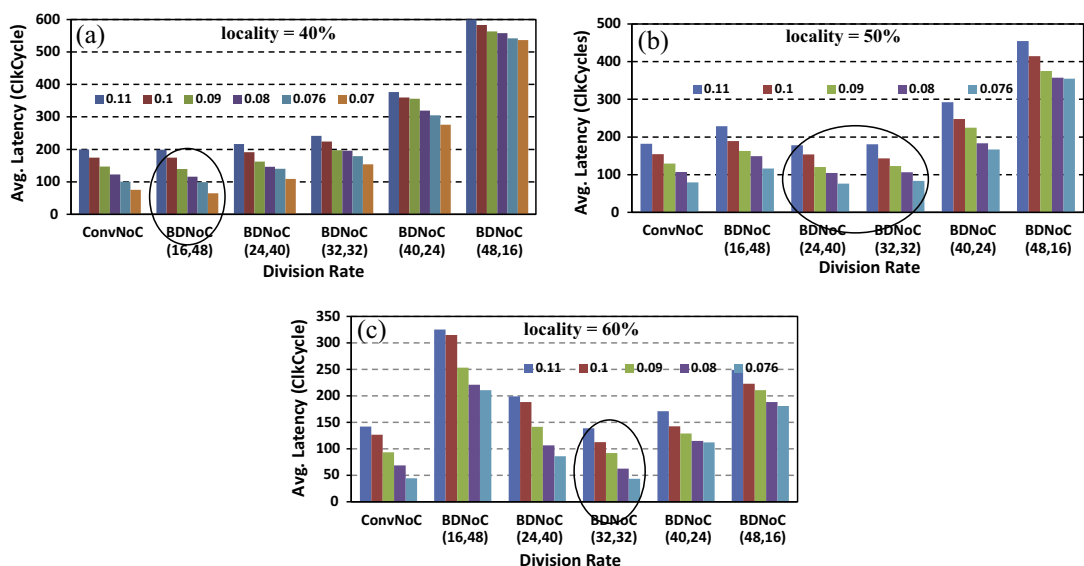 (a)
locality = 40%
Avg. Latency (ClkCycle)
600
500
400
300
200
100
0
0.11 0.1 0.09 0.08 0.076 0.07
ConvNoC BDNoC BDNoC BDNoC BDNoC BDNoC
(16,48) (24,40) (32,32) (40,24) (48,16)
Division Rate
(b)
locality = 50%
Avg. Latency (ClkCycles)
500
400
300
200
100
0
0.11 0.1 0.09 0.08 0.076
ConvNoC BDNoC BDNoC BDNoC BDNoC BDNoC
(16,48) (24,40) (32,32) (40,24) (48,16)
Division Rate
(c)
locality = 60%
Avg. Latency (ClkCycle)
350
300
250
200
150
100
50
0
0.11 0.1 0.09 0.08 0.076
ConvNoC BDNoC BDNoC BDNoC BDNoC BDNoC
(16,48) (24,40) (32,32) (40,24) (48,16)
Division Rate